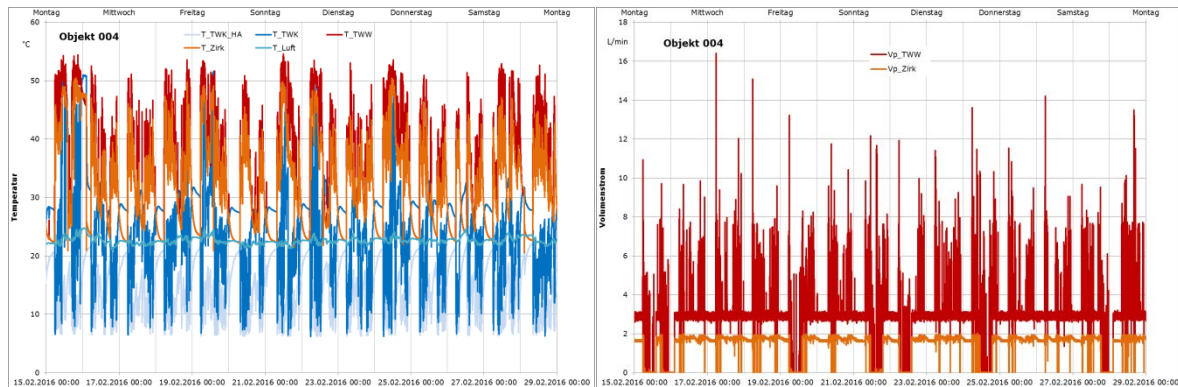 Montag Mittwoch Freitag Sonntag Dienstag Donnerstag Samstag Montag
60
°C
Objekt 004
T_TWK_HA T_TWK T_TWW
T_Zirk T_Luft
50
40
30
20
10
0
Temperatur
15.02.2016 00:00 17.02.2016 00:00 19.02.2016 00:00 21.02.2016 00:00 23.02.2016 00:00 25.02.2016 00:00 27.02.2016 00:00 29.02.2016 00:00
Montag Mittwoch Freitag Sonntag Dienstag Donnerstag Samstag Montag
18
L/min
Objekt 004
Vp_TWW
Vp_Zirk
16
14
12
10
8
6
4
2
0
Volumenstrom
15.02.2016 00:00 17.02.2016 00:00 19.02.2016 00:00 21.02.2016 00:00 23.02.2016 00:00 25.02.2016 00:00 27.02.2016 00:00 29.02.2016 00:00